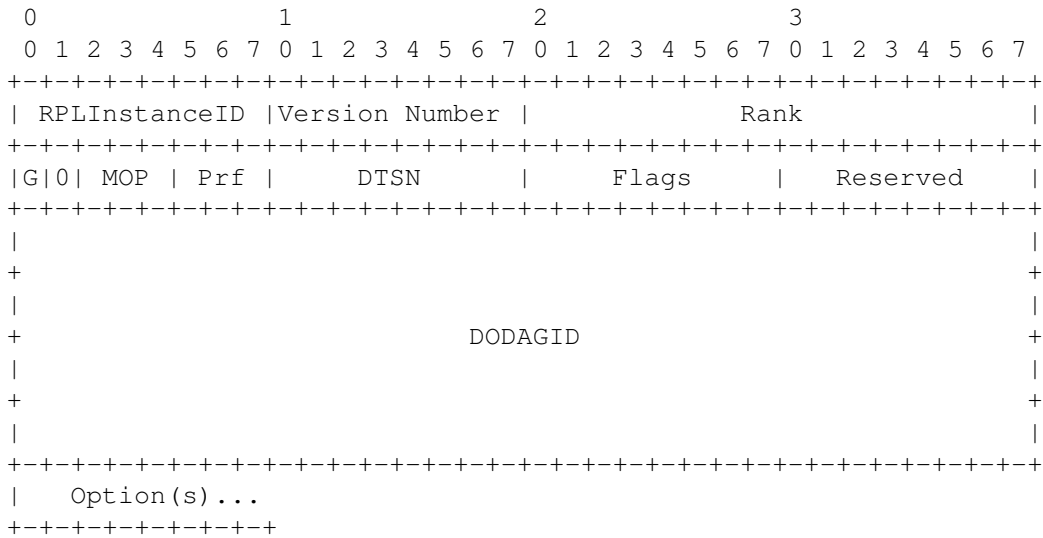 0                   1                   2                   3
 0 1 2 3 4 5 6 7 0 1 2 3 4 5 6 7 0 1 2 3 4 5 6 7 0 1 2 3 4 5 6 7
+-+-+-+-+-+-+-+-+-+-+-+-+-+-+-+-+-+-+-+-+-+-+-+-+-+-+-+-+-+-+-+-+
| RPLInstanceID |Version Number |             Rank              |
+-+-+-+-+-+-+-+-+-+-+-+-+-+-+-+-+-+-+-+-+-+-+-+-+-+-+-+-+-+-+-+-+
|G|0| MOP | Prf |     DTSN      |     Flags     |   Reserved    |
+-+-+-+-+-+-+-+-+-+-+-+-+-+-+-+-+-+-+-+-+-+-+-+-+-+-+-+-+-+-+-+-+
|                                                               |
+                                                               +
|                                                               |
+                            DODAGID                            +
|                                                               |
+                                                               +
|                                                               |
+-+-+-+-+-+-+-+-+-+-+-+-+-+-+-+-+-+-+-+-+-+-+-+-+-+-+-+-+-+-+-+-+
|   Option(s)...
+-+-+-+-+-+-+-+-+